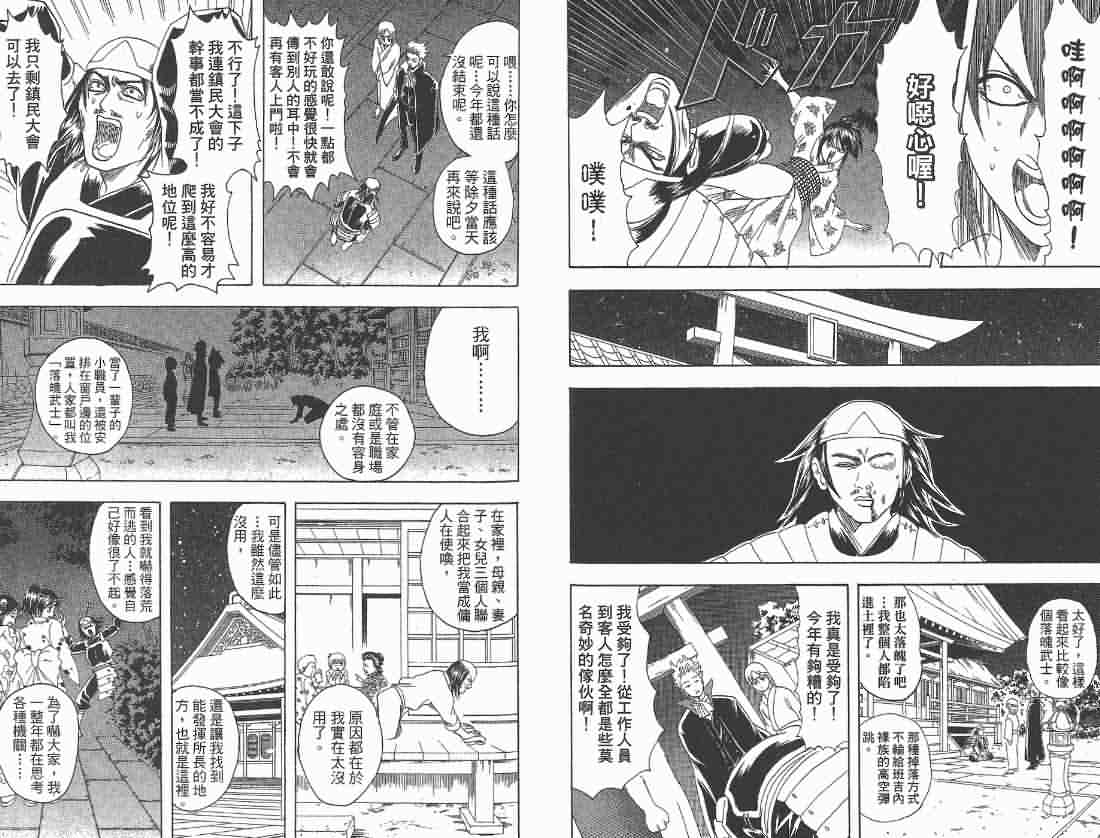 哇啊啊啊啊啊啊！
好噁心喔！
噗噗！
太好了，這樣
看起來比較像
個落魄武士。
那也太落魄了吧
…我整個人都陷
進土裡了。
那種掉落方式
不輸給班吉內
祿族的高空彈
跳。
我真是受夠了！
今年有夠糟的！
我受夠了！從工作人員
到客人怎麼全都是些莫
名奇妙的傢伙啊！
喂……你怎麼
可以說這種話
呢…今年都還
沒結束呢。
這種話應該
等除夕當天
再來說吧。
你還敢說呢！一點都
不好玩的感覺很快就會
傳到別人的耳中！不會
再有客人上門啦！
不行了！這下子
我連鎮民大會的
幹事都當不成了！
我好不容易才
爬到這麼高的
地位呢！
我只剩鎮民大會
可以去了！
我啊………
不管在家
庭或是職場
都沒有容身
之處。
當了一輩子的
小職員，還被安
排在窗戶邊的位
置，人家都叫我
「落魄武士」。
在家裡，母親、妻
子、女兒三個人聯
合起來把我當成傭
人在使喚，
原因都在於
我實在太沒
用了。
可是儘管如此
…我雖然這麼
沒用，
還是讓我找到
能發揮所長的地
方，也就是這裡。
看到我就嚇得落荒
而逃的人…感覺自
己好像很了不起。
為了嚇大家，我
一整年都在思考
各種機關……